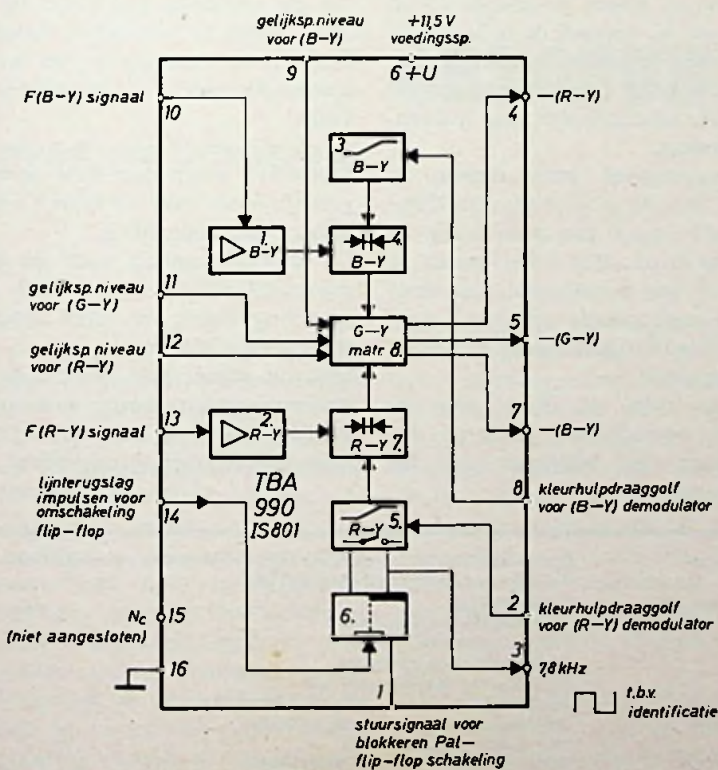 gelijksp. niveau
voor (B-Y)
+11,5 V
voedingssp.
9
6 +U
F(B-Y) signaal
10
-(R-Y)
4
3.
B-Y
1.
B-Y
4.
B-Y
11
gelijksp. niveau
voor (G-Y)
G-Y
matr. 8.
5
-(G-Y)
gelijksp. niveau
voor (R-Y)
12
7
-(B-Y)
F(R-Y) signaal
13
2.
R-Y
R-Y 7.
8
kleurhulpdraaggolf
voor (B-Y) demodulator
lijnterugslag
impulsen voor
omschakeling
flip-flop
14
TBA
990
IS801
R-Y 5.
2
kleurhulpdraaggolf
voor (R-Y) demodulator
Nc
(niet aangesloten)
15
6.
16
1
3
7,8 kHz
t.b.v.
identificatie
stuursignaal voor
blokkeren Pal-
flip-flop schakeling